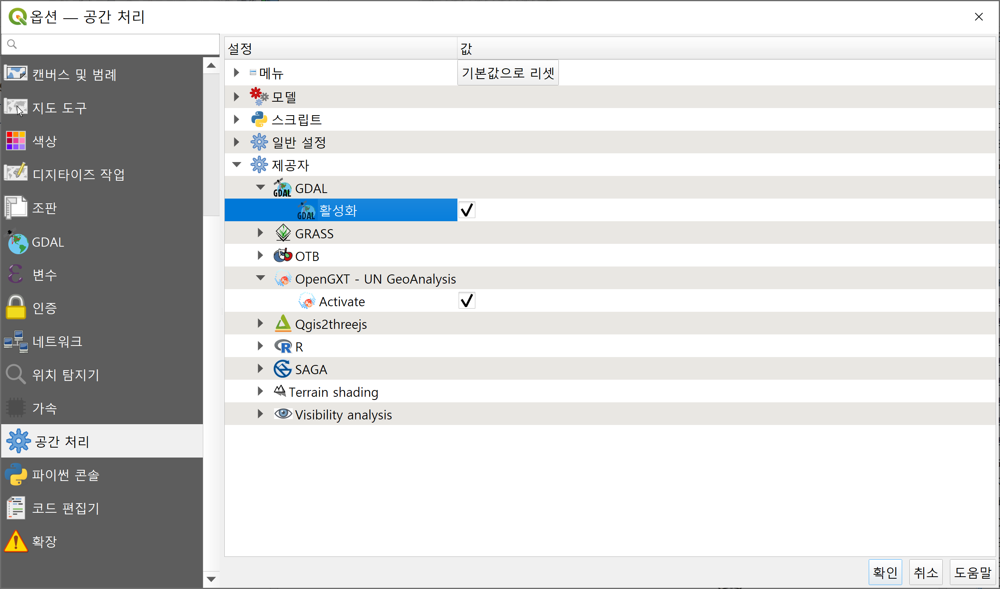 옵션 — 공간 처리
캔버스 및 범례
지도 도구
색상
디지타이즈 작업
조판
GDAL
변수
인증
네트워크
위치 탐지기
가속
공간 처리
파이썬 콘솔
코드 편집기
확장
설정 값
메뉴 기본값으로 리셋
모델
스크립트
일반 설정
제공자
GDAL GDAL
GDAL 활성화
GRASS
OTB
OpenGXT - UN GeoAnalysis
Activate
Qgis2threejs
R R
SAGA
Terrain shading
Visibility analysis
확인 취소 도움말